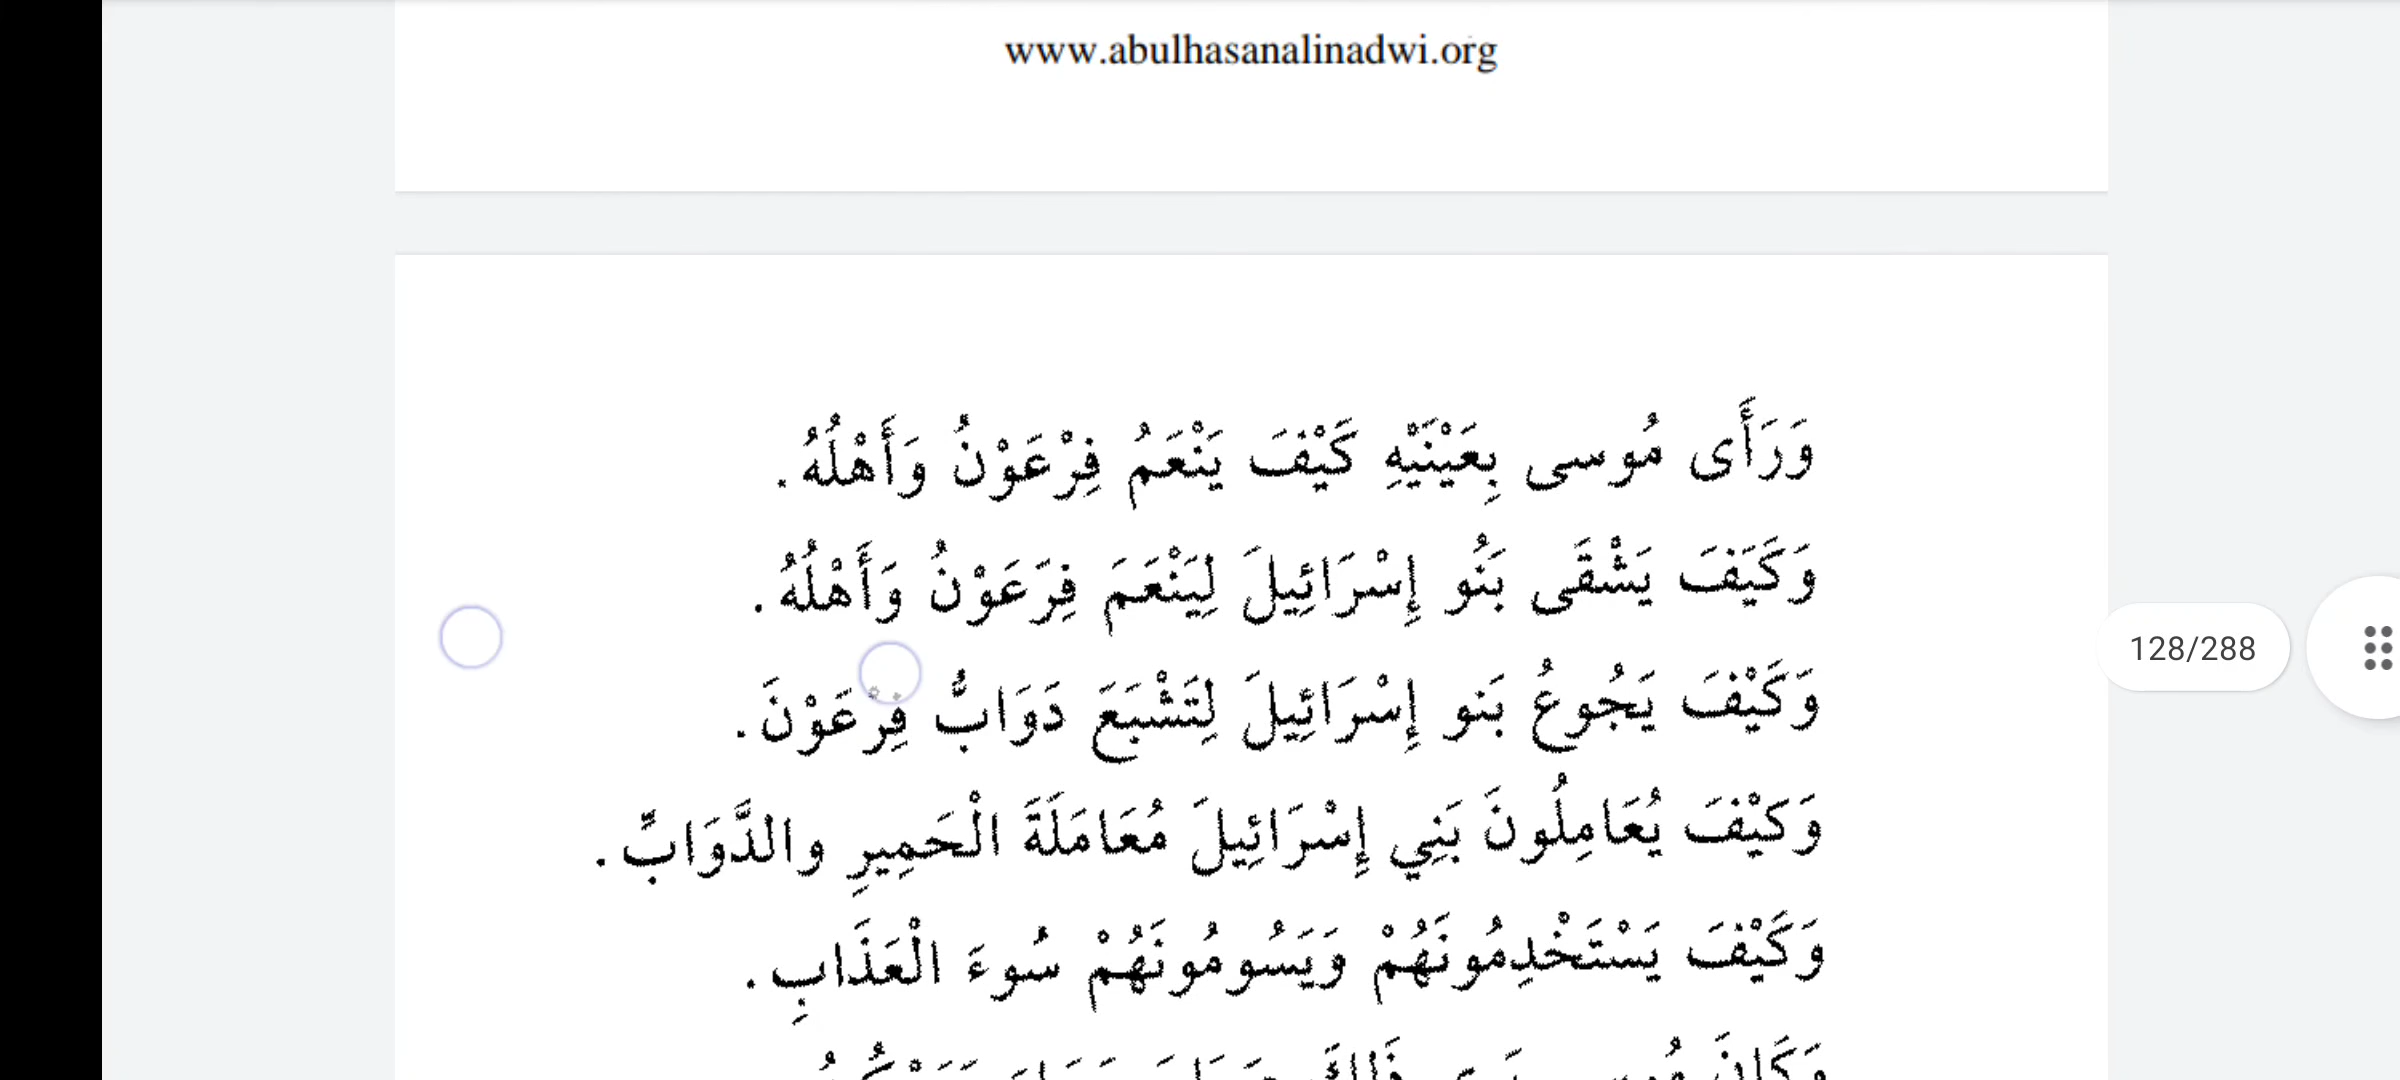 www.abulhasanalinadwi.org
وَرَأَى مُوسى بِعَيْنَيْهِ كَيْفَ يَنْعَمُ فِرْعَوْنُ وَأَهْلُهُ .
وَكَيَفَ يَشْقَى بَنُو إِسْرَائِيلَ لِيَنْعَمَ فِرَعَوْنُ وَأَهْلُهُ .
128/288
وَكَيْفَ يَجُوعُ بَنو إِسْرَائِيلَ لِتَشْبَعَ دَوَابُّ فِرْعَوْنَ .
وَكَيْفَ يُعَامِلُونَ بَنِي إِسْرَائِيلَ مُعَامَلَةَ الْحَمِيرِ والدَّوَابِّ .
وَكَيْفَ يَسْتَخْدِمُونَهُمْ وَيَسُومُونَهُمْ سُوءَ الْعَذَابِ .